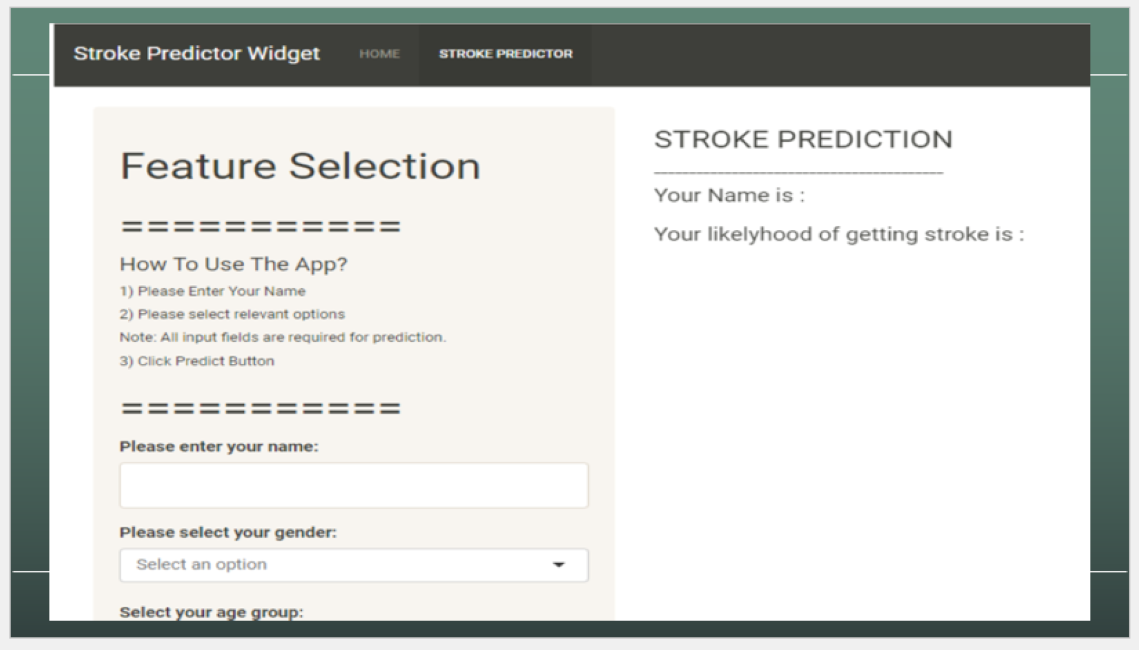 Stroke Predictor Widget HOME STROKE PREDICTOR
Feature Selection
===========
How To Use The App?
1) Please Enter Your Name
2) Please select relevant options
Note: All input fields are required for prediction.
3) Click Predict Button
===========
Please enter your name:
Please select your gender:
Select an option
Select your age group:
STROKE PREDICTION
-----------------------------------------
Your Name is :
Your likelyhood of getting stroke is :